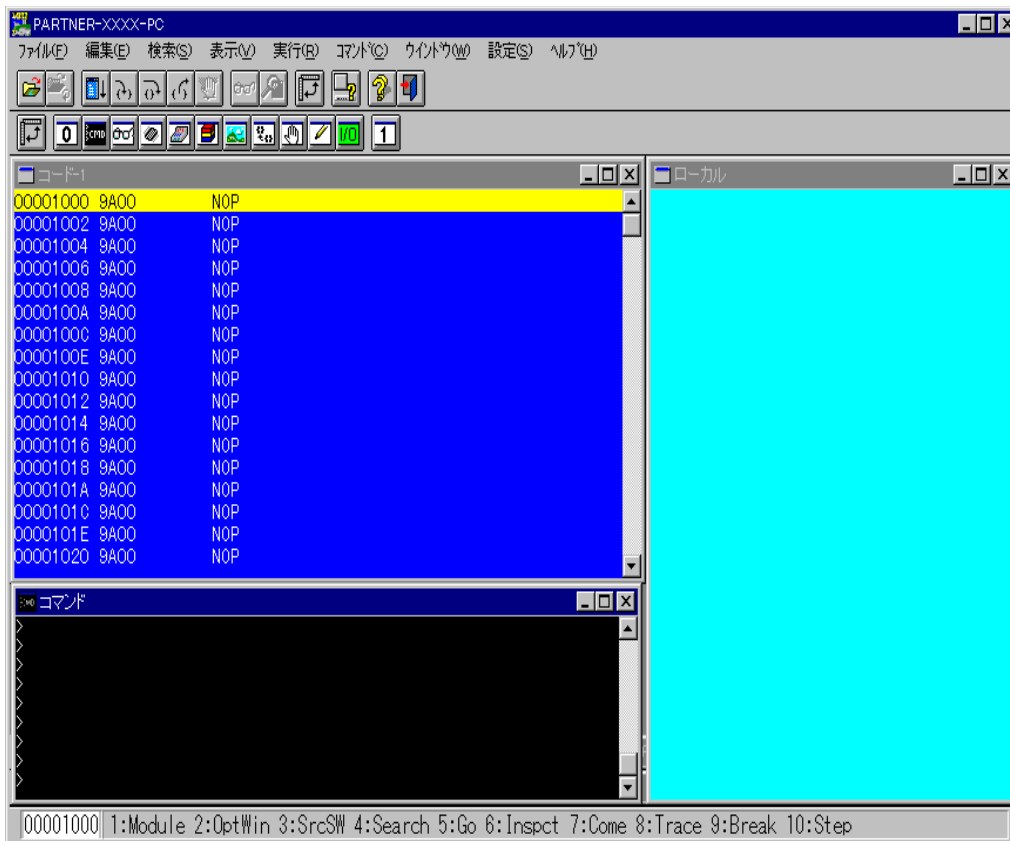 PARTNER-XXXX-PC
ﾌｧｲﾙ(F) 編集(E) 検索(S) 表示(V) 実行(R) ｺﾏﾝﾄﾞ(C) ｳｲﾝﾄﾞｳ(W) 設定(S) ﾍﾙﾌﾟ(H)
0 CMD I/O 1
コード-1
00001000 9A00 NOP
00001002 9A00 NOP
00001004 9A00 NOP
00001006 9A00 NOP
00001008 9A00 NOP
0000100A 9A00 NOP
0000100C 9A00 NOP
0000100E 9A00 NOP
00001010 9A00 NOP
00001012 9A00 NOP
00001014 9A00 NOP
00001016 9A00 NOP
00001018 9A00 NOP
0000101A 9A00 NOP
0000101C 9A00 NOP
0000101E 9A00 NOP
00001020 9A00 NOP
ローカル
コマンド
>
>
>
>
>
>
>
>
>
00001000 1:Module 2:OptWin 3:SrcSW 4:Search 5:Go 6:Inspct 7:Come 8:Trace 9:Break 10:Step